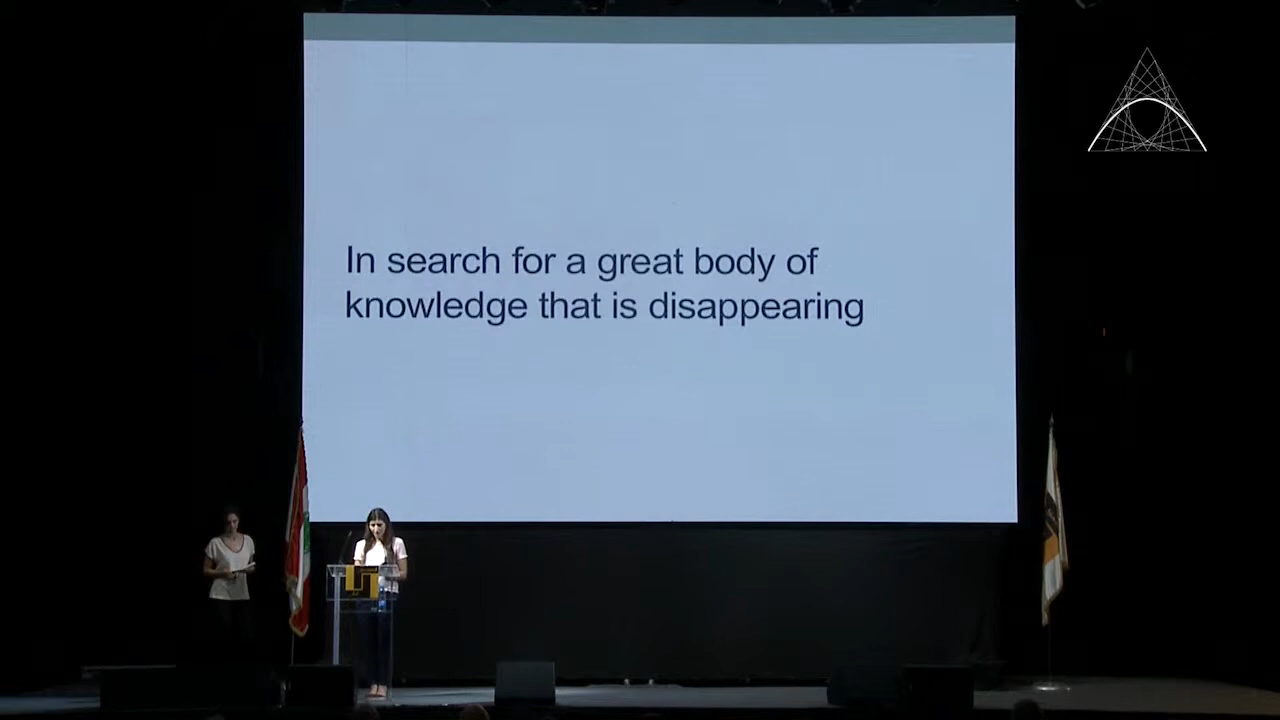 In search for a great body of
knowledge that is disappearing